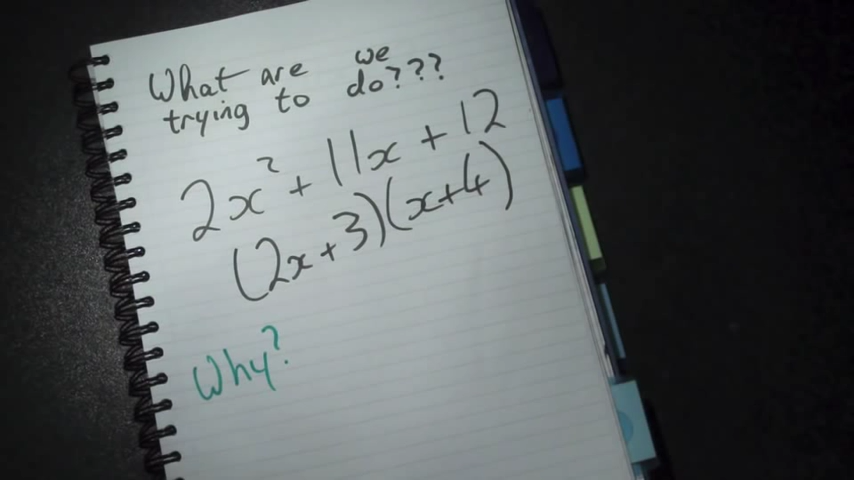 What are we
trying to do???
2x² + 11x + 12
(2x+3)(x+4)
Why?